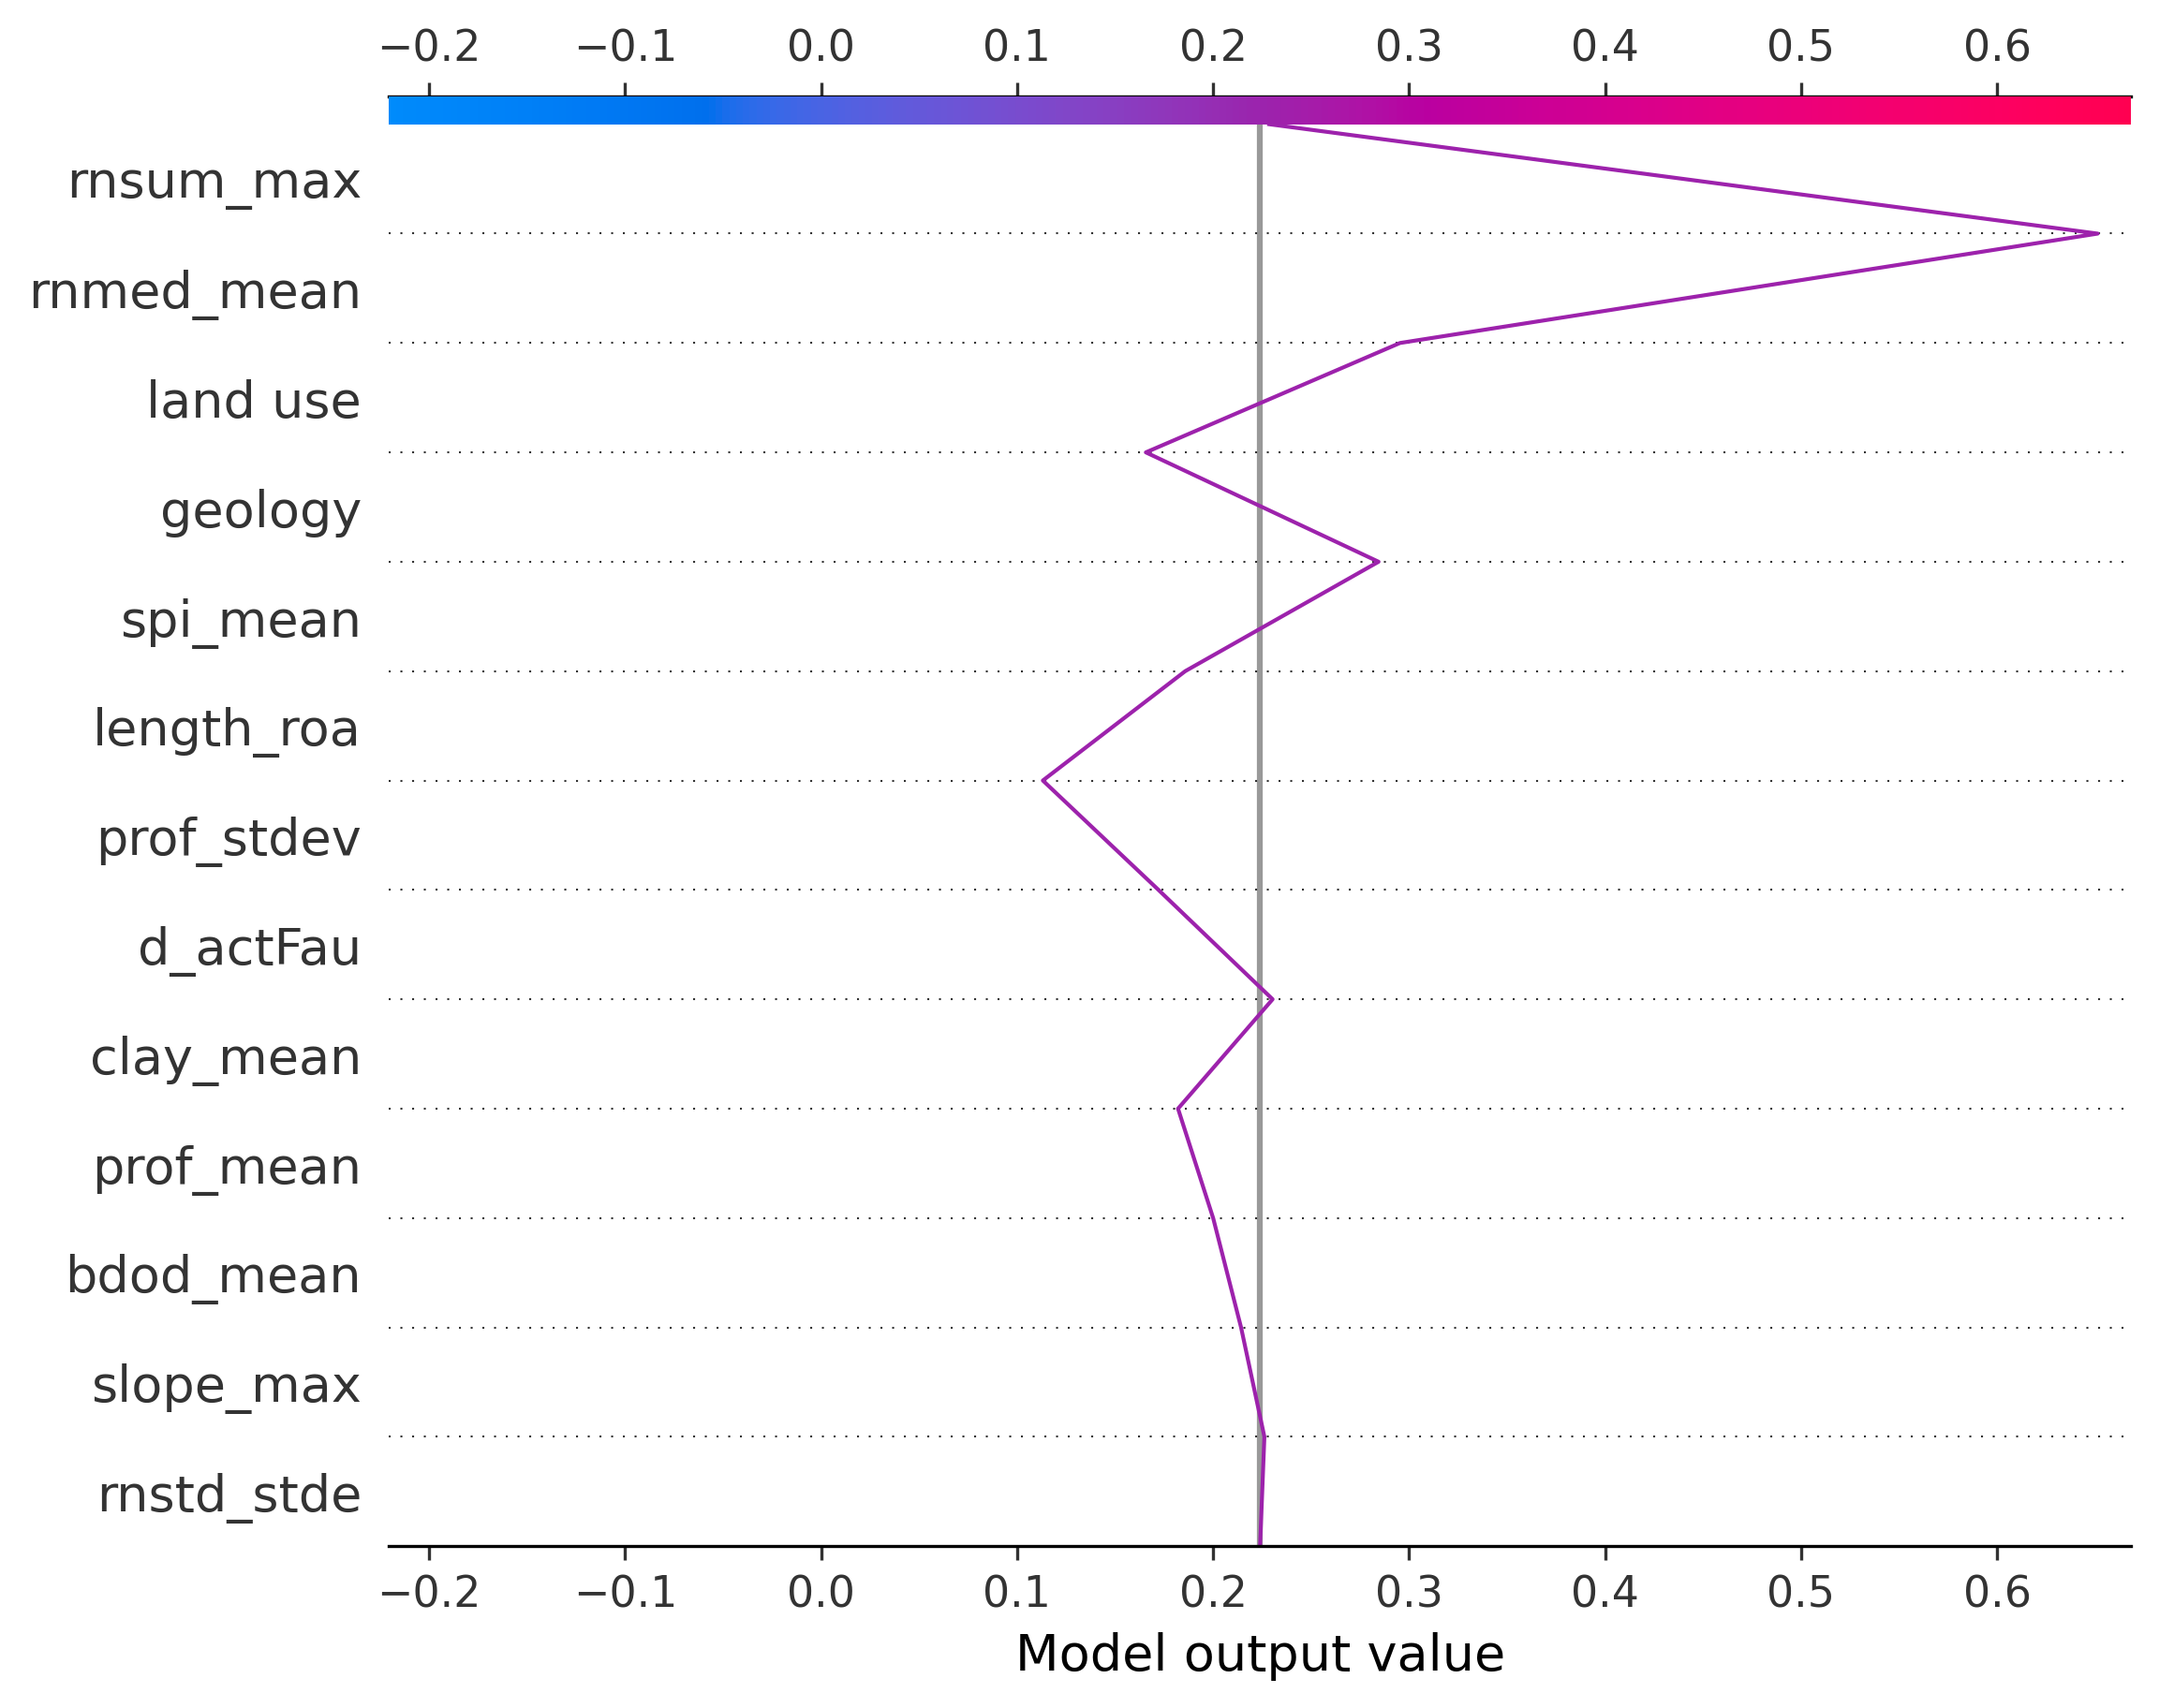 −0.2 −0.1 0.0 0.1 0.2 0.3 0.4 0.5 0.6
rnsum_max
rnmed_mean
land use
geology
spi_mean
length_roa
prof_stdev
d_actFau
clay_mean
prof_mean
bdod_mean
slope_max
rnstd_stde
−0.2 −0.1 0.0 0.1 0.2 0.3 0.4 0.5 0.6
Model output value